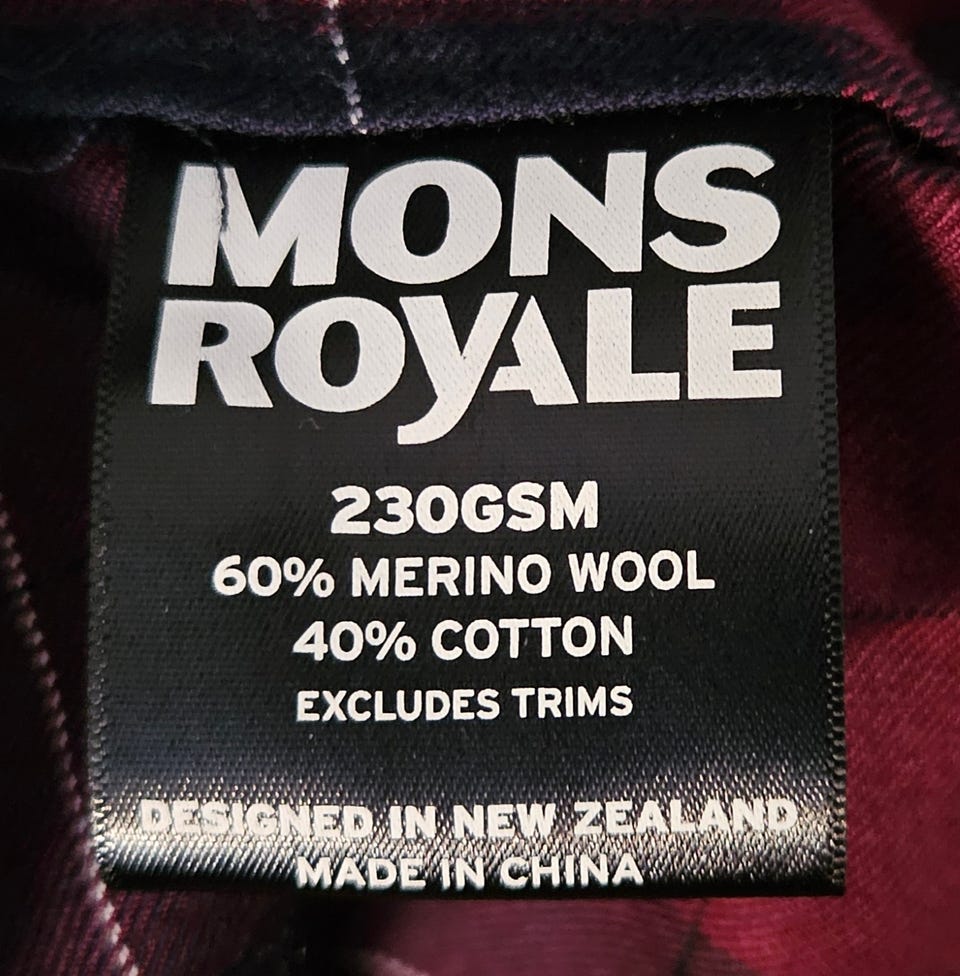 MONS
ROyALE
230GSM
60% MERINO WOOL
40% COTTON
EXCLUDES TRIMS
DESIGNED IN NEW ZEALAND
MADE IN CHINA